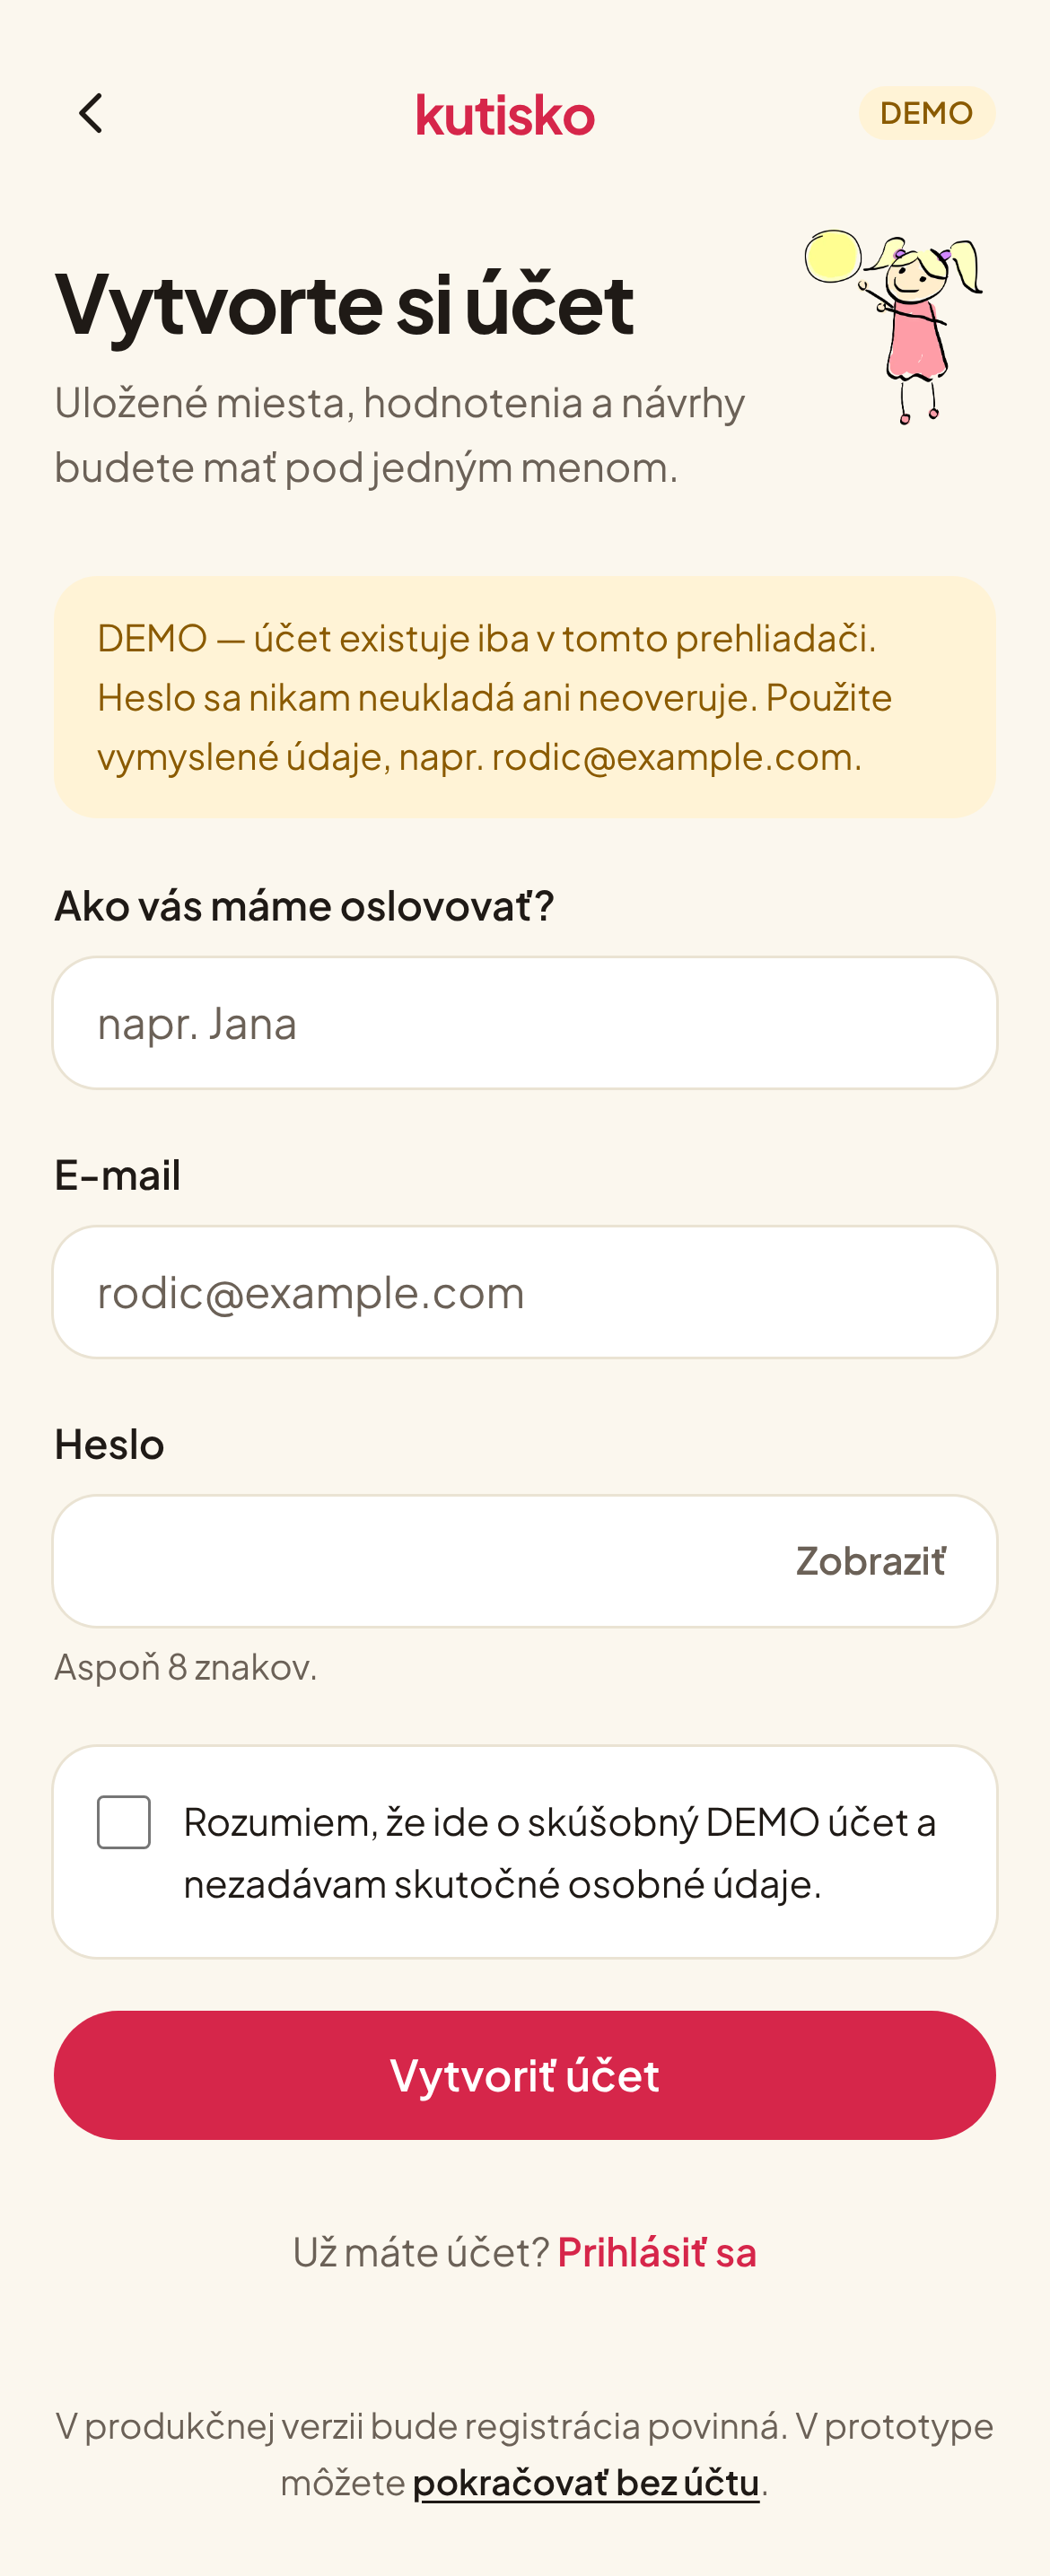 kutisko
DEMO
Vytvorte si účet
Uložené miesta, hodnotenia a návrhy
budete mať pod jedným menom.
DEMO — účet existuje iba v tomto prehliadači.
Heslo sa nikam neukladá ani neoveruje. Použite
vymyslené údaje, napr. rodic@example.com.
Ako vás máme oslovovať?
napr. Jana
E-mail
rodic@example.com
Heslo
Zobraziť
Aspoň 8 znakov.
Rozumiem, že ide o skúšobný DEMO účet a
nezadávam skutočné osobné údaje.
Vytvoriť účet
Už máte účet? Prihlásiť sa
V produkčnej verzii bude registrácia povinná. V prototype
môžete pokračovať bez účtu.